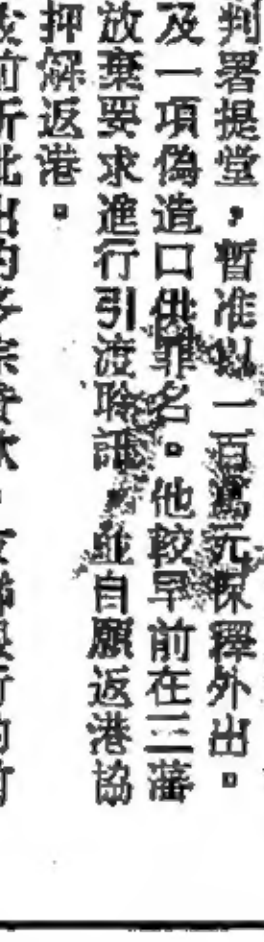 判署提堂，暫准以一百萬元保釋外出。
及一項偽造口供罪名。他較早前在三藩
放棄要求進行引渡聆訊，並自願返港協
押解返港。